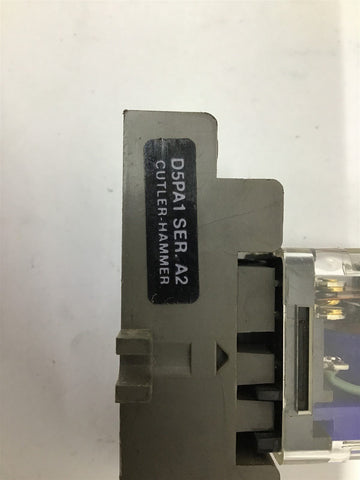 D5PA1 SER. A2
CUTLER-HAMMER